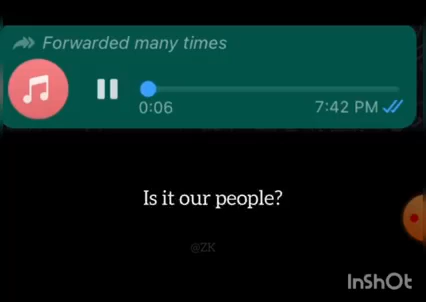 Forwarded many times
0:06
7:42 PM
Is it our people?
@ZK
InShOt